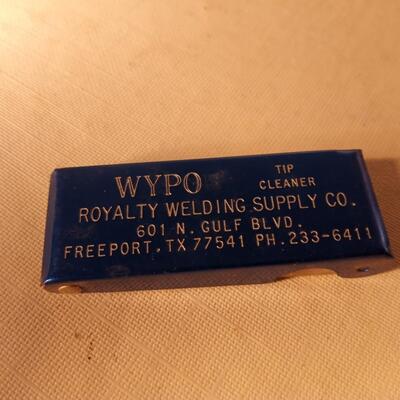 WYPO TIP CLEANER
ROYALTY WELDING SUPPLY CO.
601 N. GULF BLVD.
FREEPORT, TX 77541 PH. 233-6411